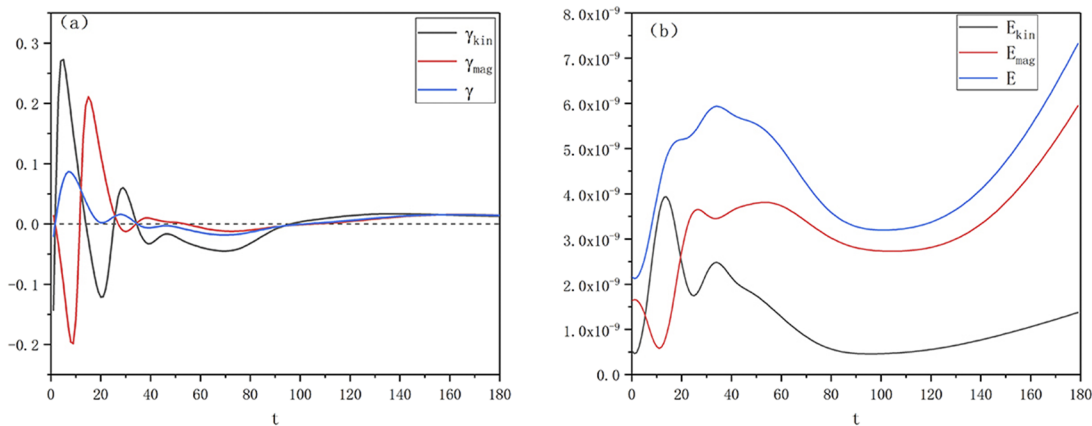 (a)
γkin
γmag
γ
0.3
0.2
0.1
0.0
-0.1
-0.2
0 20 40 60 80 100 120 140 160 180
t
(b)
Ekin
Emag
E
8.0x10⁻⁹
7.0x10⁻⁹
6.0x10⁻⁹
5.0x10⁻⁹
4.0x10⁻⁹
3.0x10⁻⁹
2.0x10⁻⁹
1.0x10⁻⁹
0.0
0 20 40 60 80 100 120 140 160 180
t